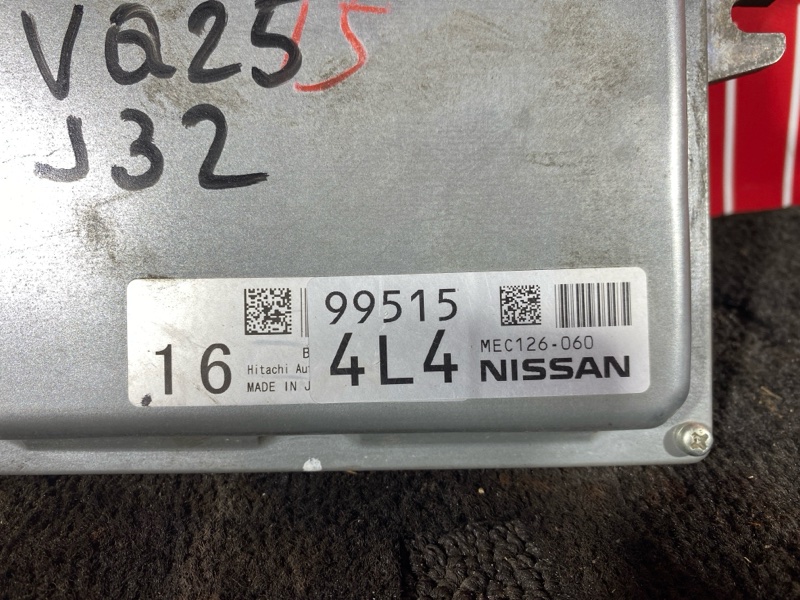 VQ25 15
J32
99515
16 4L4 MEC126-060
Hitachi Au NISSAN
MADE IN J